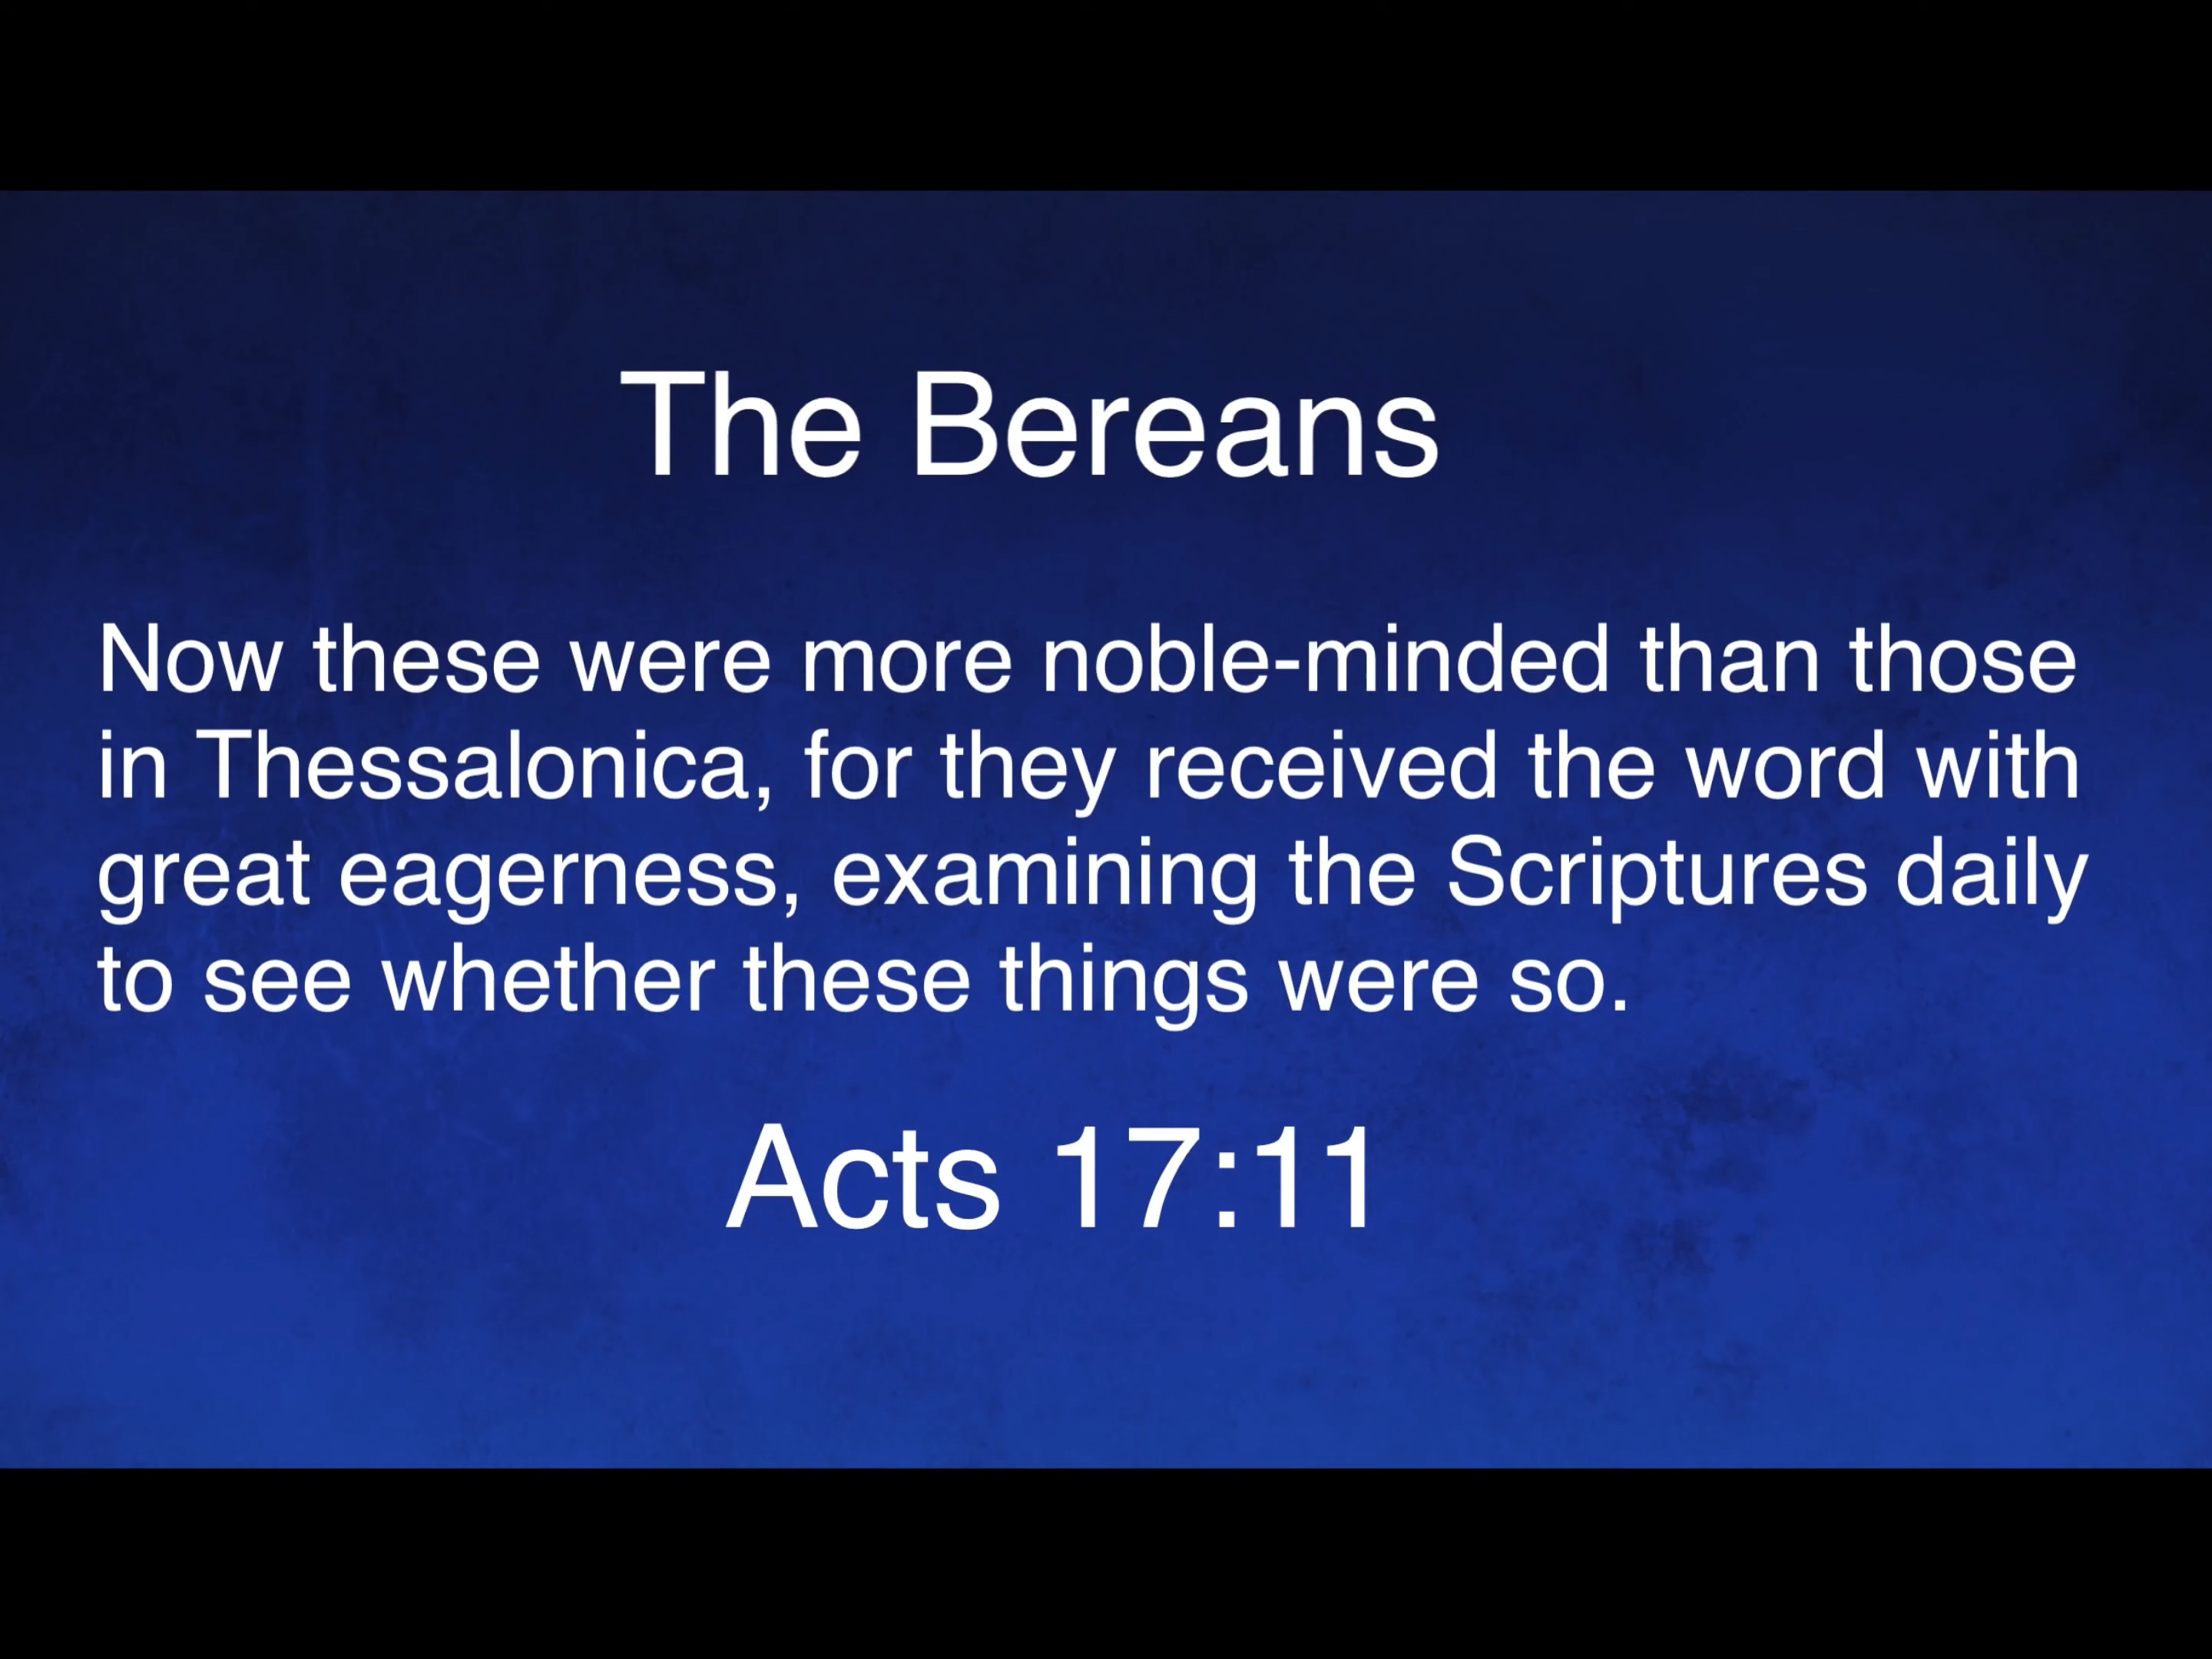 The Bereans
Now these were more noble-minded than those
in Thessalonica, for they received the word with
great eagerness, examining the Scriptures daily
to see whether these things were so.
Acts 17:11